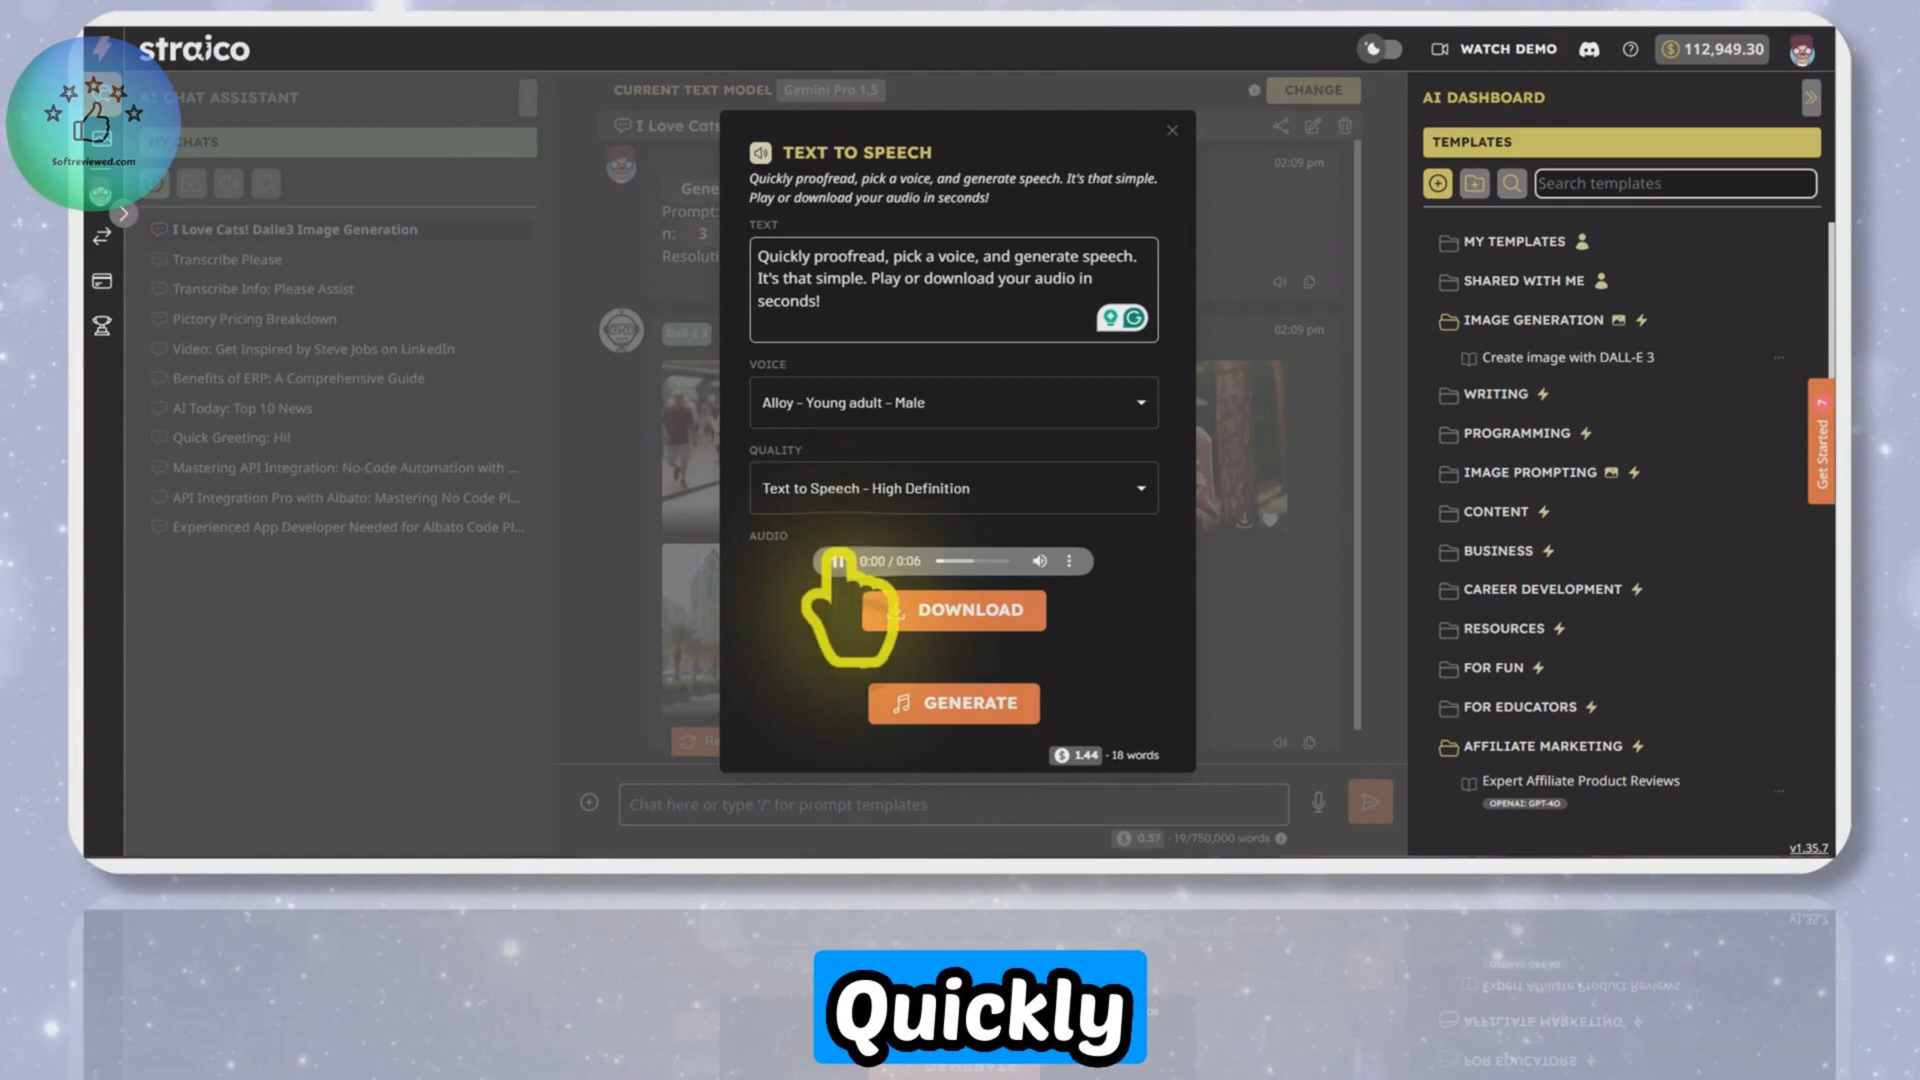 straico
WATCH DEMO
112,949.30
Softreviewed.com
AI CHAT ASSISTANT
MY CHATS
I Love Cats! Dalle3 Image Generation
Transcribe Please
Transcribe Info: Please Assist
Pictory Pricing Breakdown
Video: Get Inspired by Steve Jobs on LinkedIn
Benefits of ERP: A Comprehensive Guide
AI Today: Top 10 News
Quick Greeting: Hi!
Mastering API Integration: No-Code Automation with ...
API Integration Pro with Albato: Mastering No Code Pl...
Experienced App Developer Needed for Albato Code Pl...
CURRENT TEXT MODEL Gemini Pro 1.5
CHANGE
I Love Cats
02:09 pm
Gene
Prompt:
n: 3
Resoluti
Dall-E 3
02:09 pm
Re
TEXT TO SPEECH
Quickly proofread, pick a voice, and generate speech. It's that simple.
Play or download your audio in seconds!
TEXT
Quickly proofread, pick a voice, and generate speech.
It's that simple. Play or download your audio in
seconds!
VOICE
Alloy - Young adult - Male
QUALITY
Text to Speech - High Definition
AUDIO
0:00 / 0:06
DOWNLOAD
GENERATE
1.44 · 18 words
Chat here or type '/' for prompt templates
0.57 · 19/750,000 words
AI DASHBOARD
TEMPLATES
Search templates
MY TEMPLATES
SHARED WITH ME
IMAGE GENERATION
Create image with DALL-E 3
WRITING
PROGRAMMING
IMAGE PROMPTING
CONTENT
BUSINESS
CAREER DEVELOPMENT
RESOURCES
FOR FUN
FOR EDUCATORS
AFFILIATE MARKETING
Expert Affiliate Product Reviews
OPENAI: GPT-4O
Get Started 7
v1.35.7
Quickly